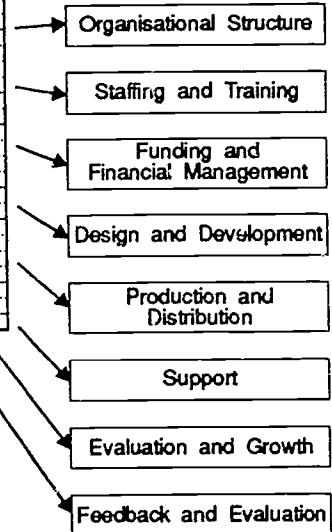 Organisational Structure
Staffing and Training
Funding and
Financial Management
Design and Development
Production and
Distribution
Support
Evaluation and Growth
Feedback and Evaluation